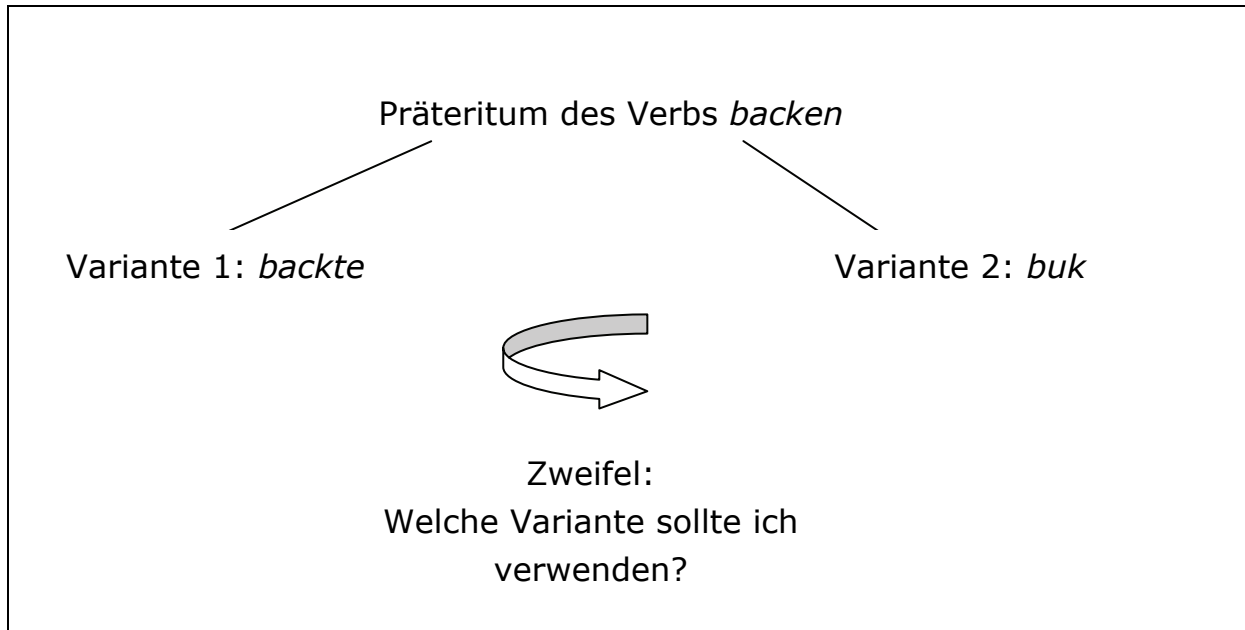 Präteritum des Verbs backen
Variante 1: backte
Variante 2: buk
Zweifel:
Welche Variante sollte ich
verwenden?